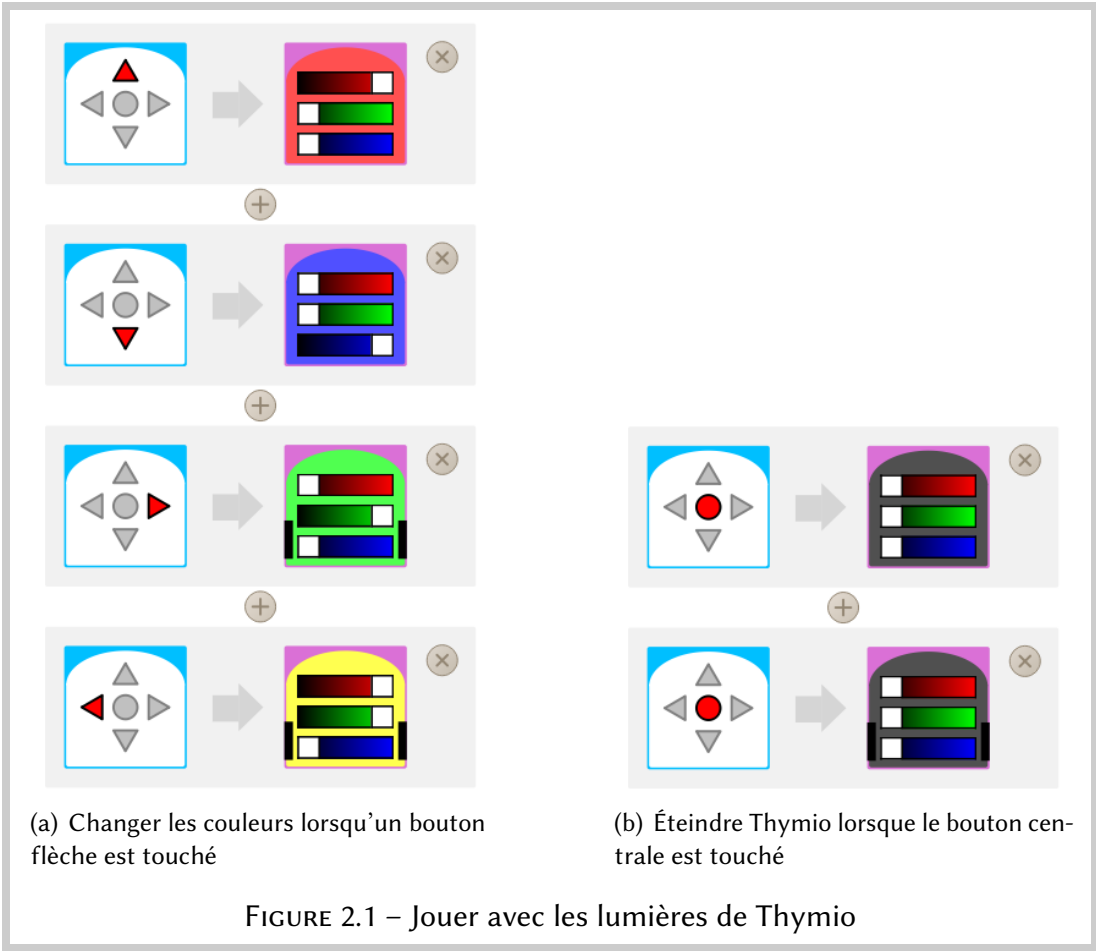 (a) Changer les couleurs lorsqu'un bouton
flèche est touché
(b) Éteindre Thymio lorsque le bouton cen-
trale est touché
FIGURE 2.1 – Jouer avec les lumières de Thymio